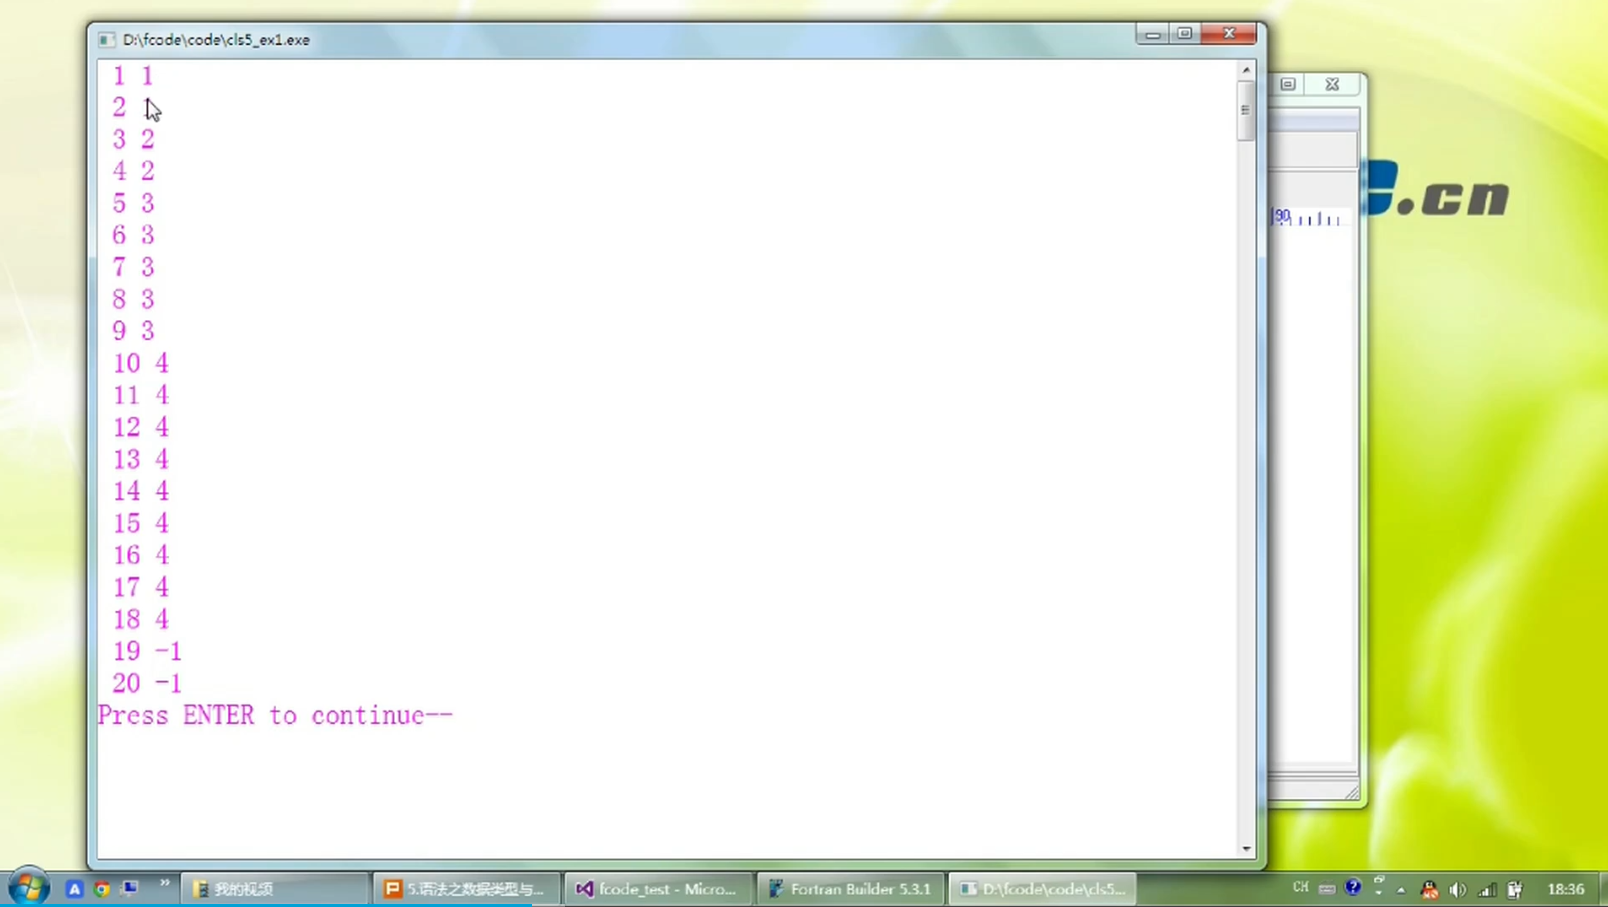 D:\fcode\code\cls5_ex1.exe
1 1
2
3 2
4 2
5 3
6 3
7 3
8 3
9 3
10 4
11 4
12 4
13 4
14 4
15 4
16 4
17 4
18 4
19 -1
20 -1
Press ENTER to continue--
.cn
90
A
我的视频
5.语法之数据类型与...
fcode_test - Micro...
Fortran Builder 5.3.1
D:\fcode\code\cls5...
CH
18:36